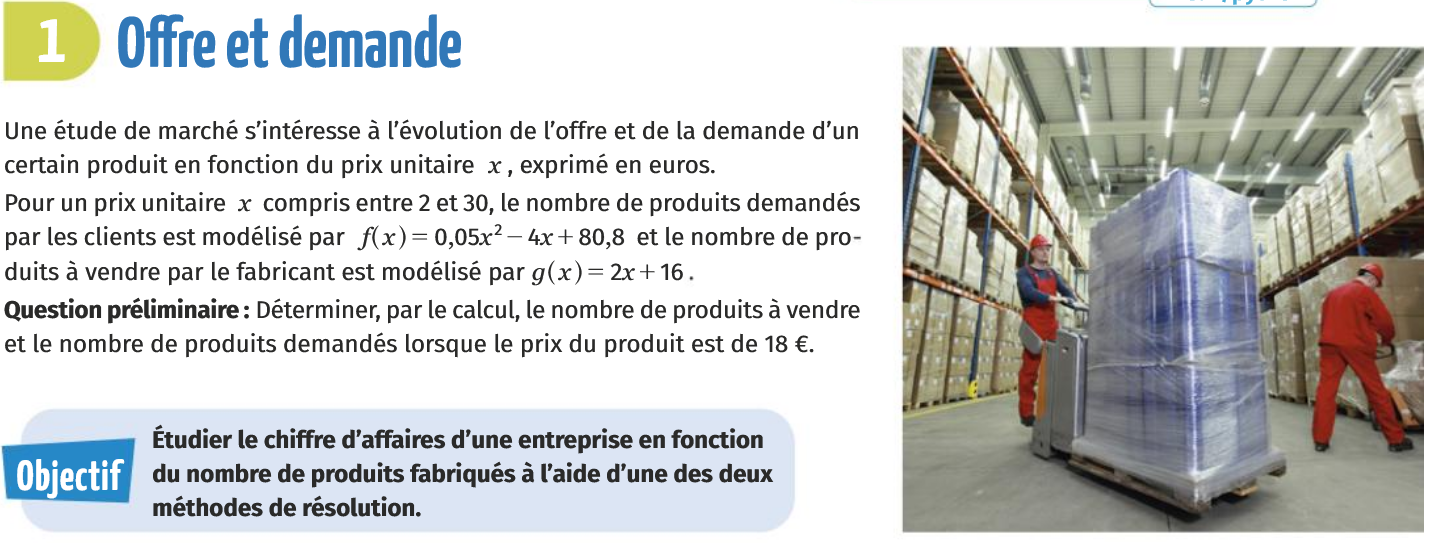 1 Offre et demande
Une étude de marché s'intéresse à l'évolution de l'offre et de la demande d'un
certain produit en fonction du prix unitaire x, exprimé en euros.
Pour un prix unitaire x compris entre 2 et 30, le nombre de produits demandés
par les clients est modélisé par f(x) = 0,05x² − 4x + 80,8 et le nombre de pro-
duits à vendre par le fabricant est modélisé par g(x) = 2x + 16.
Question préliminaire : Déterminer, par le calcul, le nombre de produits à vendre
et le nombre de produits demandés lorsque le prix du produit est de 18 €.
Objectif
Étudier le chiffre d'affaires d'une entreprise en fonction
du nombre de produits fabriqués à l'aide d'une des deux
méthodes de résolution.